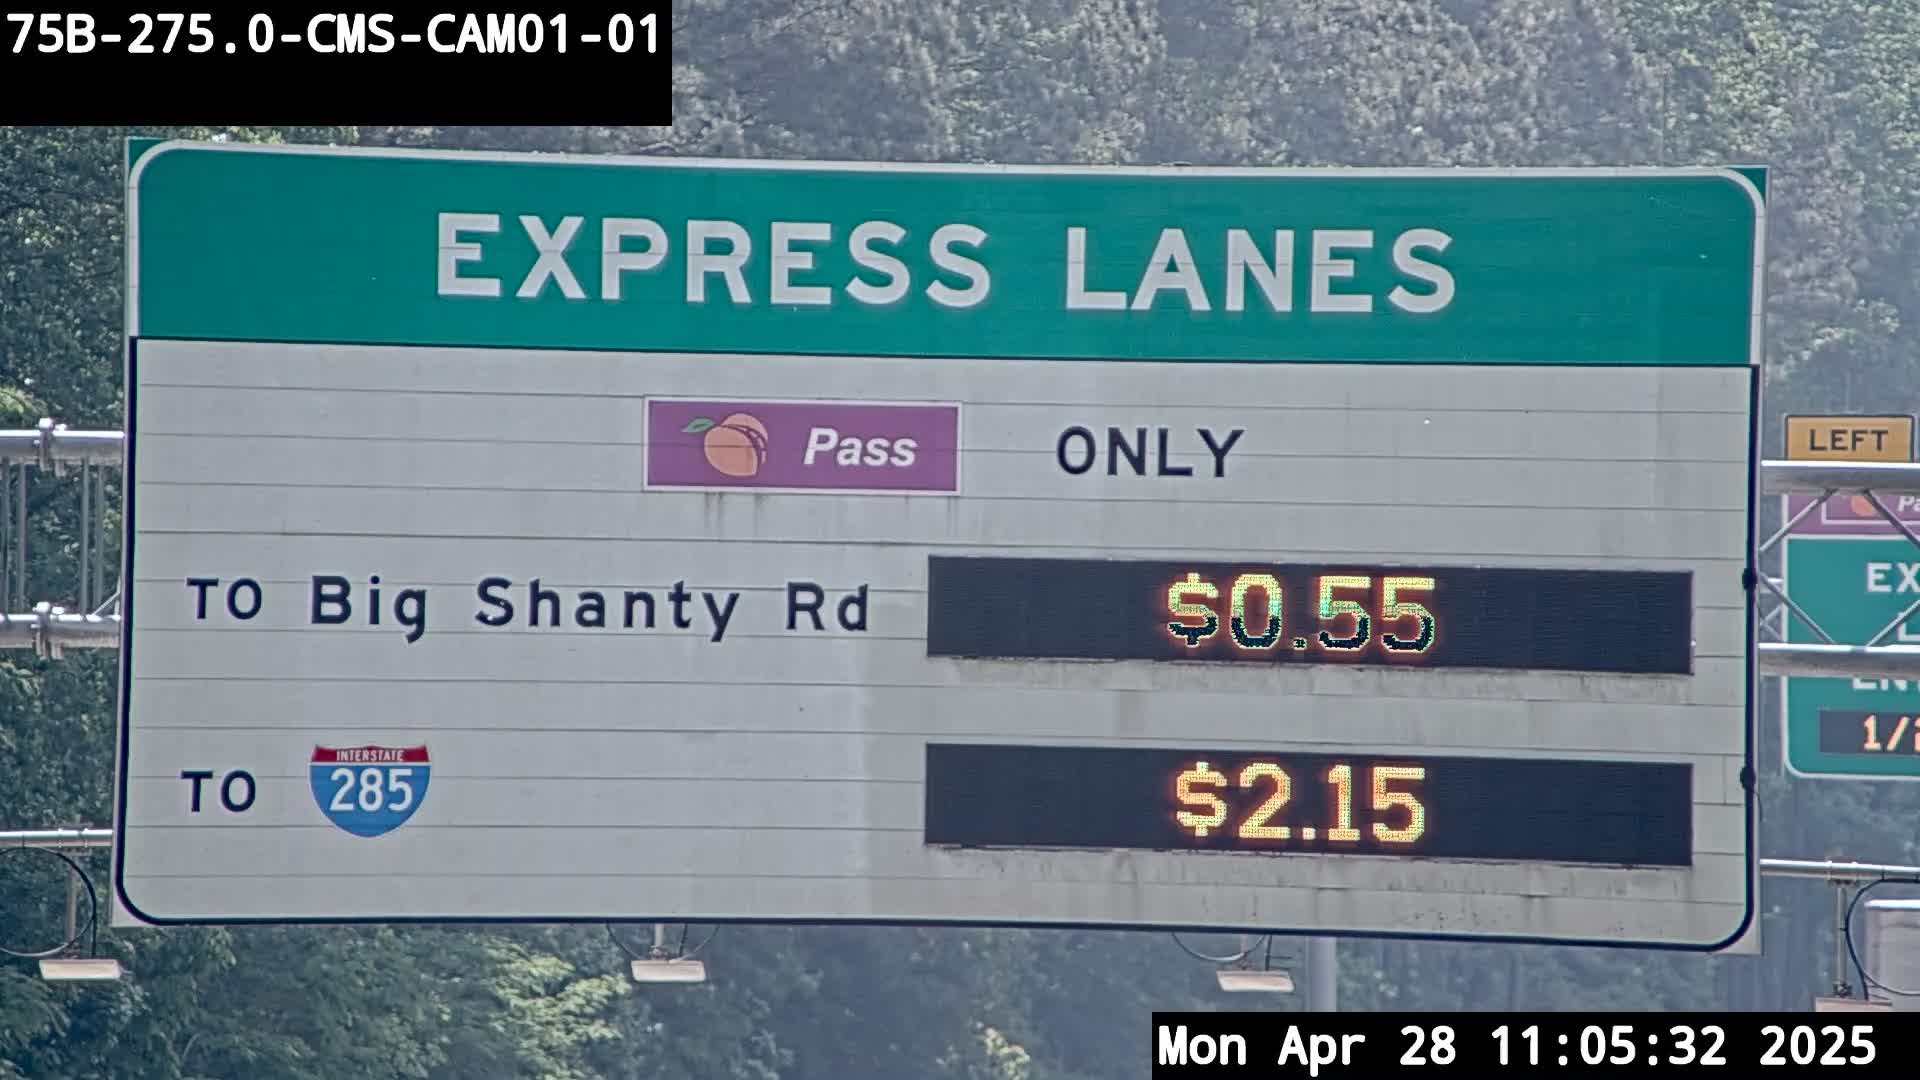 75B-275.0-CMS-CAM01-01
EXPRESS LANES
Pass ONLY
TO Big Shanty Rd $0.55
TO INTERSTATE 285 $2.15
LEFT
Mon Apr 28 11:05:32 2025